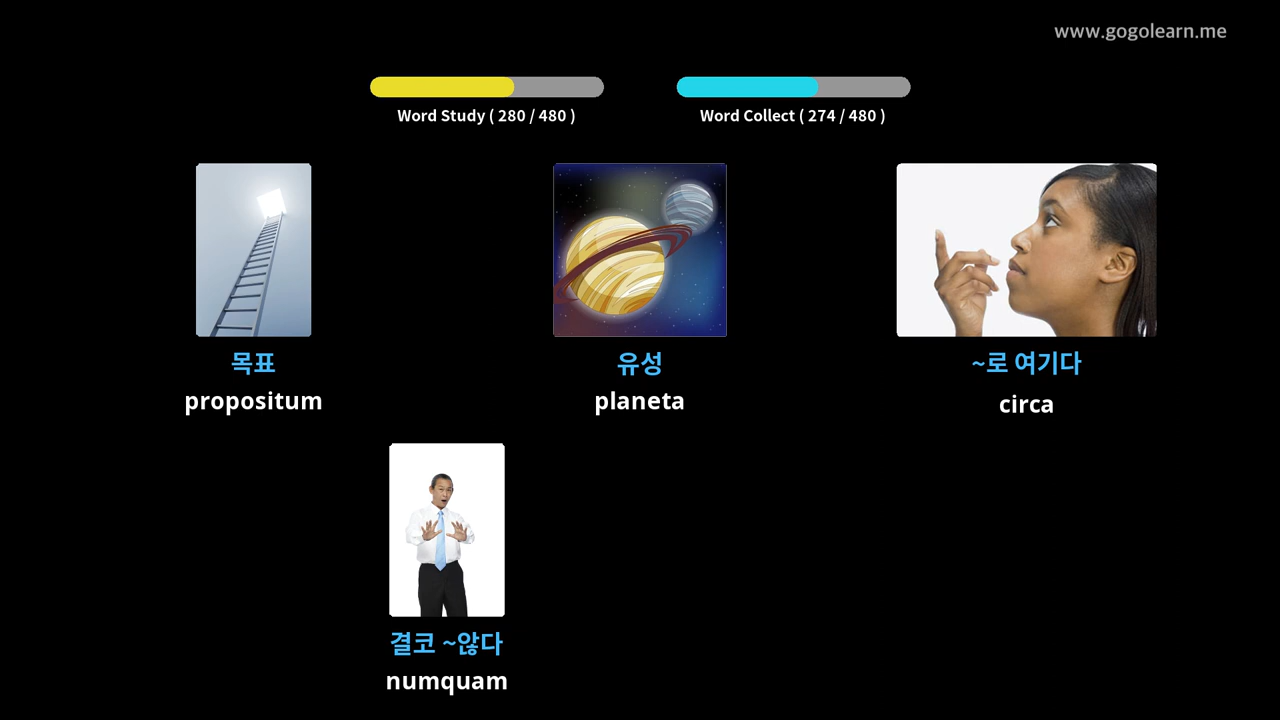 www.gogolearn.me
Word Study ( 280 / 480 )
Word Collect ( 274 / 480 )
목표
propositum
유성
planeta
~로 여기다
circa
결코 ~않다
numquam